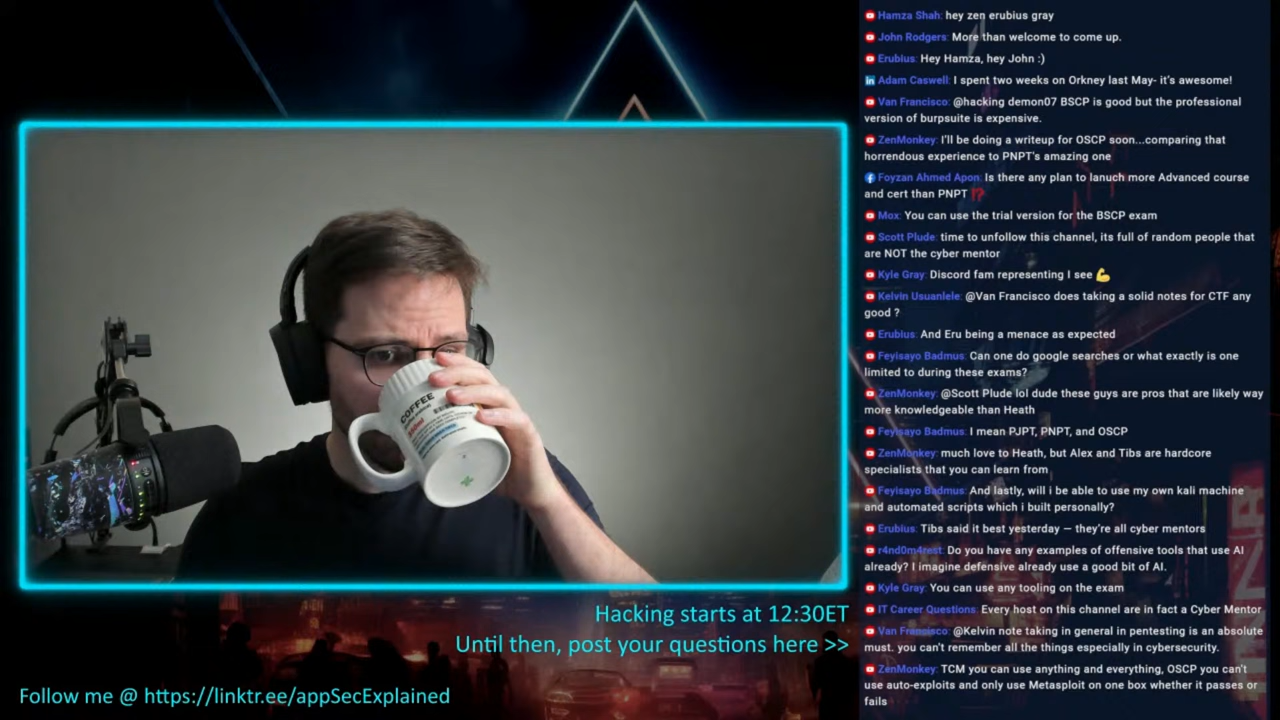 Hamza Shah: hey zen erubius gray
John Rodgers: More than welcome to come up.
Erubius: Hey Hamza, hey John :)
Adam Caswell: I spent two weeks on Orkney last May- it's awesome!
Van Francisco: @hacking demon07 BSCP is good but the professional
version of burpsuite is expensive.
ZenMonkey: I'll be doing a writeup for OSCP soon...comparing that
horrendous experience to PNPT's amazing one
Foyzan Ahmed Apon: Is there any plan to lanuch more Advanced course
and cert than PNPT ⁉️
Mox: You can use the trial version for the BSCP exam
Scott Plude: time to unfollow this channel, its full of random people that
are NOT the cyber mentor
Kyle Gray: Discord fam representing I see 💪
Kelvin Usuanlele: @Van Francisco does taking a solid notes for CTF any
good ?
Erubius: And Eru being a menace as expected
Feyisayo Badmus: Can one do google searches or what exactly is one
limited to during these exams?
ZenMonkey: @Scott Plude lol dude these guys are pros that are likely way
more knowledgeable than Heath
Feyisayo Badmus: I mean PJPT, PNPT, and OSCP
ZenMonkey: much love to Heath, but Alex and Tibs are hardcore
specialists that you can learn from
Feyisayo Badmus: And lastly, will i be able to use my own kali machine
and automated scripts which i built personally?
Erubius: Tibs said it best yesterday — they're all cyber mentors
r4nd0m4rest: Do you have any examples of offensive tools that use AI
already? I imagine defensive already use a good bit of AI.
Kyle Gray: You can use any tooling on the exam
IT Career Questions: Every host on this channel are in fact a Cyber Mentor
Van Francisco: @Kelvin note taking in general in pentesting is an absolute
must. you can't remember all the things especially in cybersecurity.
ZenMonkey: TCM you can use anything and everything, OSCP you can't
use auto-exploits and only use Metasploit on one box whether it passes or
fails
COFFEE
Hacking starts at 12:30ET
Until then, post your questions here >>
Follow me @ https://linktr.ee/appSecExplained